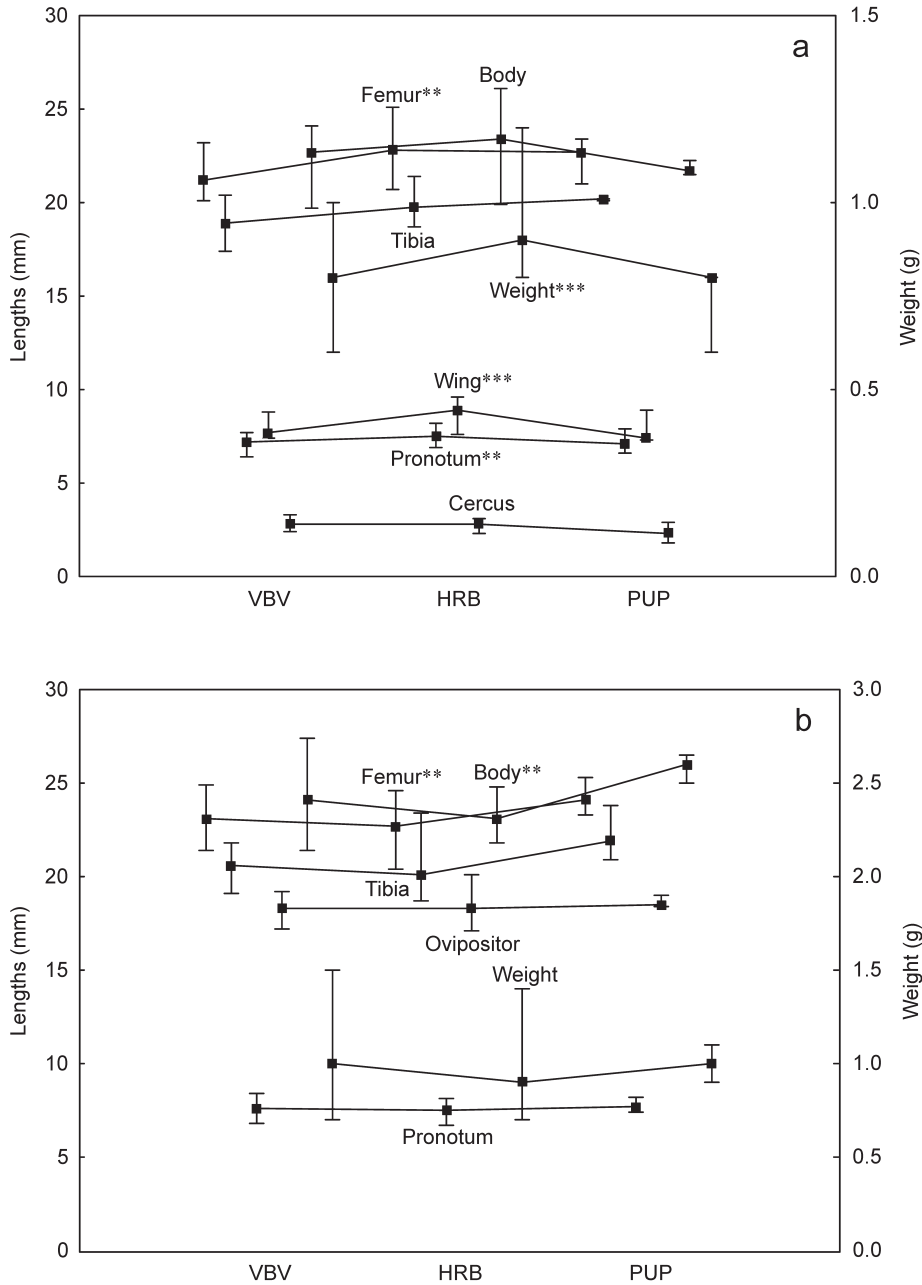 30
1.5
a
Body
Femur**
25
20
1.0
Tibia
Lengths (mm)
Weight (g)
Weight***
15
Wing***
10
0.5
Pronotum**
5
Cercus
0
0.0
VBV HRB PUP
30
3.0
b
Femur** Body**
25
2.5
20
2.0
Tibia
Ovipositor
Lengths (mm)
Weight (g)
15
1.5
Weight
10
1.0
Pronotum
5
0.5
0
0.0
VBV HRB PUP